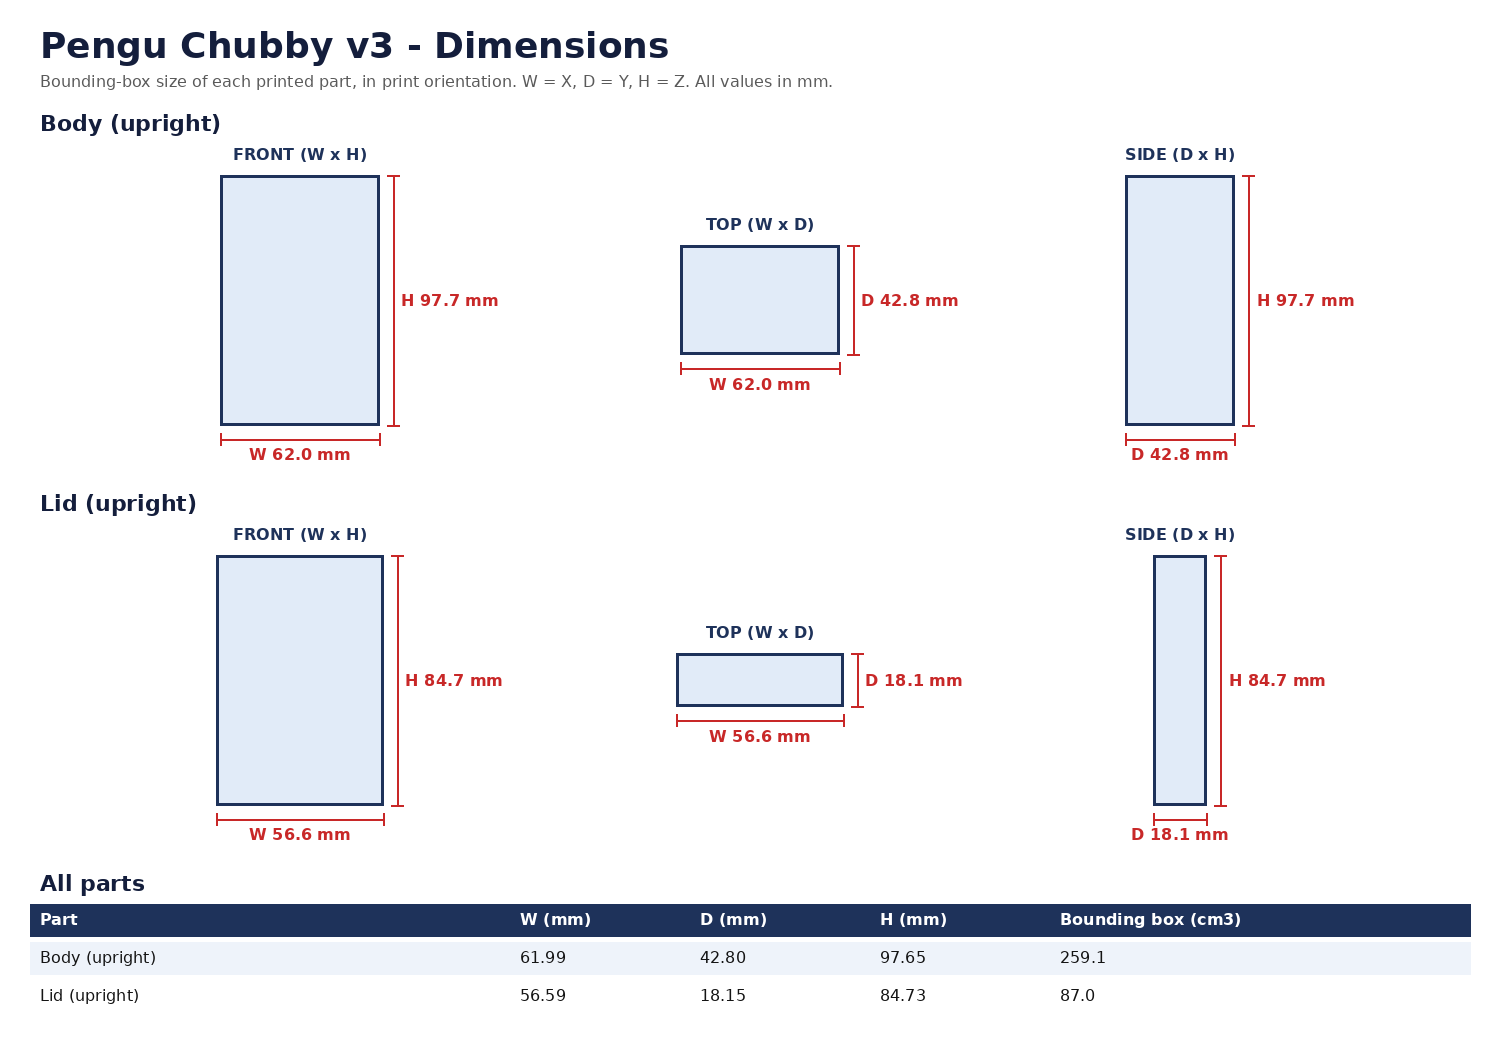 Pengu Chubby v3 - Dimensions
Bounding-box size of each printed part, in print orientation. W = X, D = Y, H = Z. All values in mm.
Body (upright)
FRONT (W x H)
H 97.7 mm
W 62.0 mm
TOP (W x D)
D 42.8 mm
W 62.0 mm
SIDE (D x H)
H 97.7 mm
D 42.8 mm
Lid (upright)
FRONT (W x H)
H 84.7 mm
W 56.6 mm
TOP (W x D)
D 18.1 mm
W 56.6 mm
SIDE (D x H)
H 84.7 mm
D 18.1 mm
All parts
Part W (mm) D (mm) H (mm) Bounding box (cm3)
Body (upright) 61.99 42.80 97.65 259.1
Lid (upright) 56.59 18.15 84.73 87.0